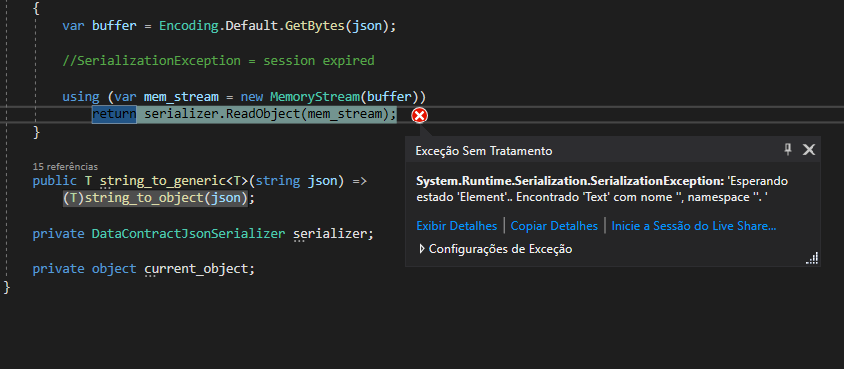 {
var buffer = Encoding.Default.GetBytes(json);
//SerializationException = session expired
using (var mem_stream = new MemoryStream(buffer))
return serializer.ReadObject(mem_stream);
}
Exceção Sem Tratamento
System.Runtime.Serialization.SerializationException: 'Esperando
estado 'Element'.. Encontrado 'Text' com nome '', namespace ''. '
Exibir Detalhes | Copiar Detalhes | Inicie a Sessão do Live Share...
Configurações de Exceção
15 referências
public T string_to_generic<T>(string json) =>
(T)string_to_object(json);
private DataContractJsonSerializer serializer;
private object current_object;
}